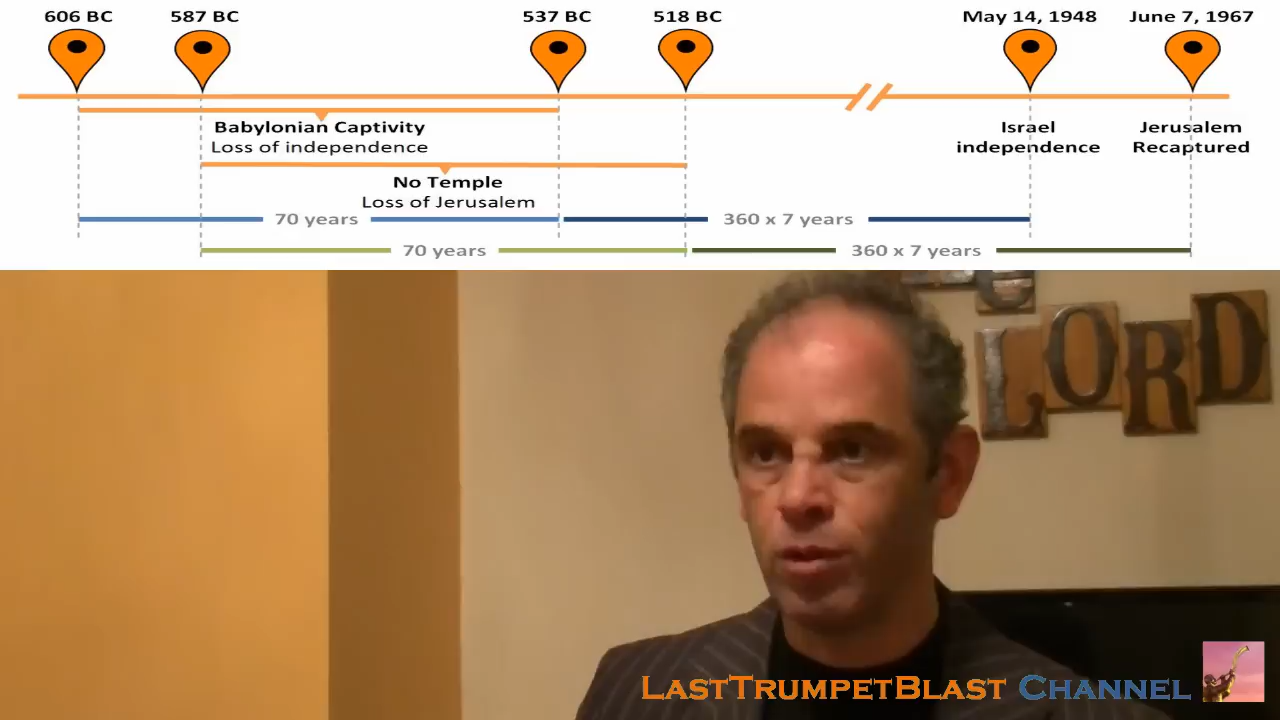 606 BC 587 BC 537 BC 518 BC May 14, 1948 June 7, 1967
Babylonian Captivity
Loss of independence
Israel
independence
Jerusalem
Recaptured
No Temple
Loss of Jerusalem
70 years 360 x 7 years
70 years 360 x 7 years
LORD
LASTTRUMPETBLAST CHANNEL